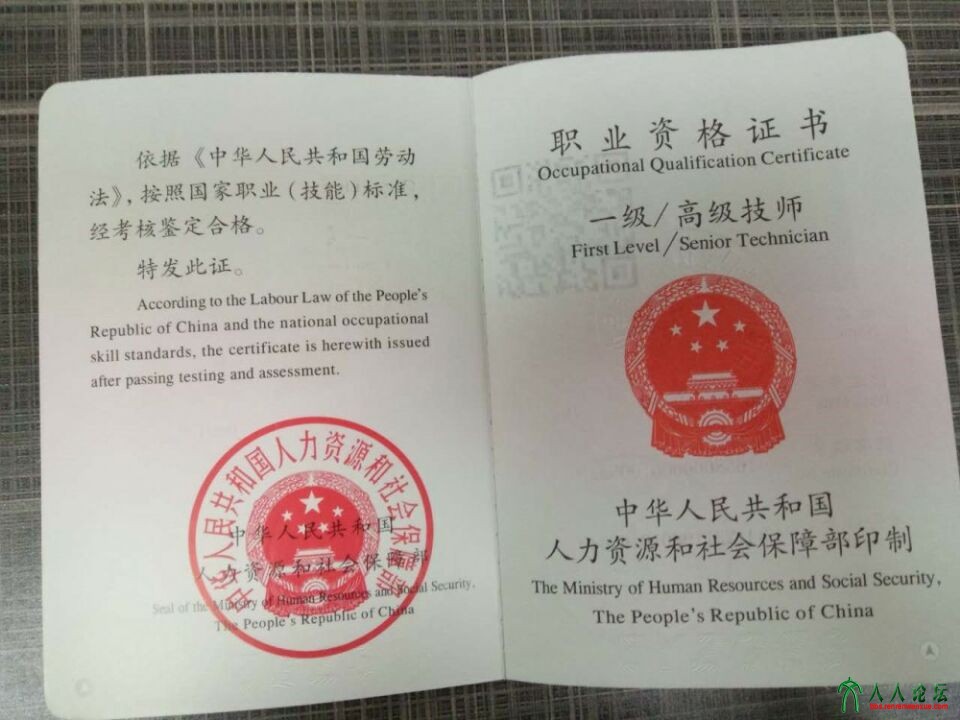 依据《中华人民共和国劳动
法》,按照国家职业(技能)标准,
经考核鉴定合格。
特发此证。
According to the Labour Law of the People's
Republic of China and the national occupational
skill standards, the certificate is herewith issued
after passing testing and assessment.
中华人民共和国人力资源和社会保障部
中华人民共和国
人力资源和社会保障部
Seal of the Ministry of Human Resources and Social Security,
The People's Republic of China
职业资格证书
Occupational Qualification Certificate
一级/高级技师
First Level/Senior Technician
中华人民共和国
人力资源和社会保障部印制
The Ministry of Human Resources and Social Security,
The People's Republic of China
人人论坛